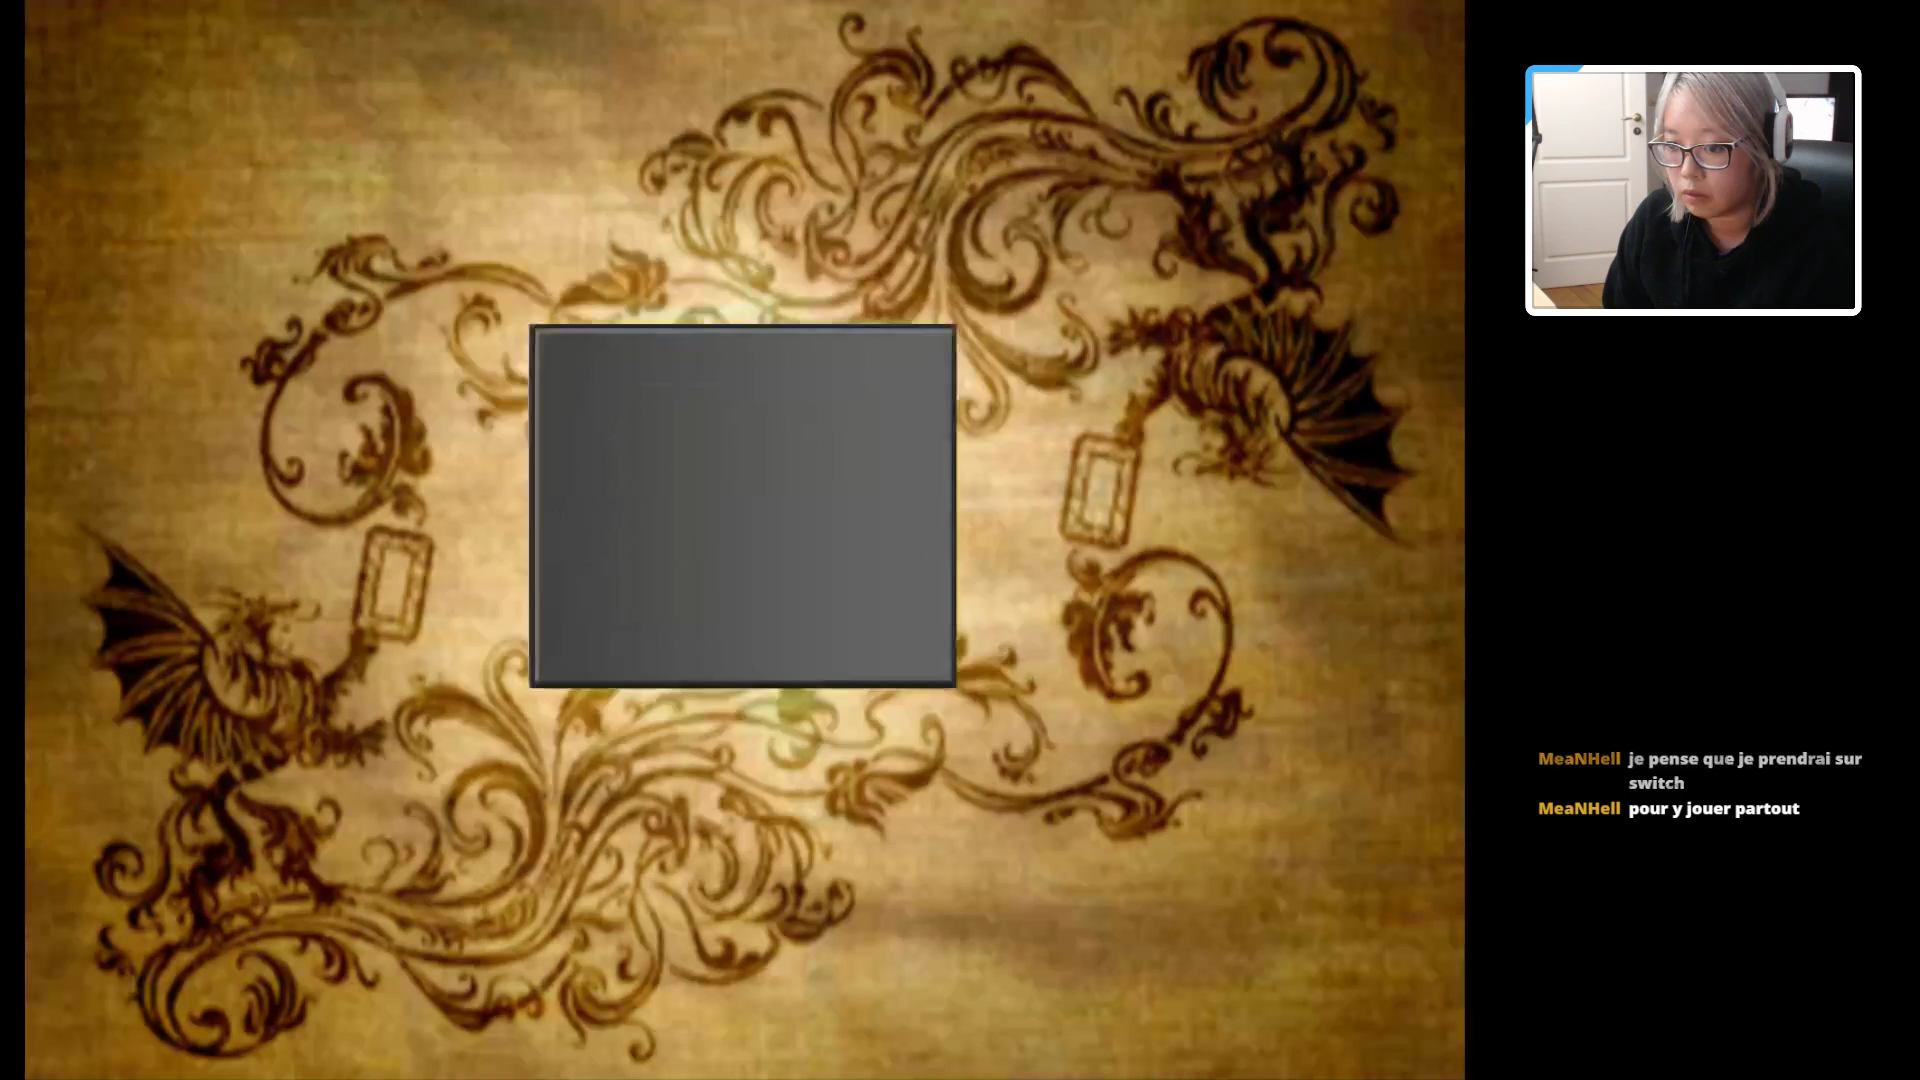 MeaNHell je pense que je prendrai sur
switch
MeaNHell pour y jouer partout